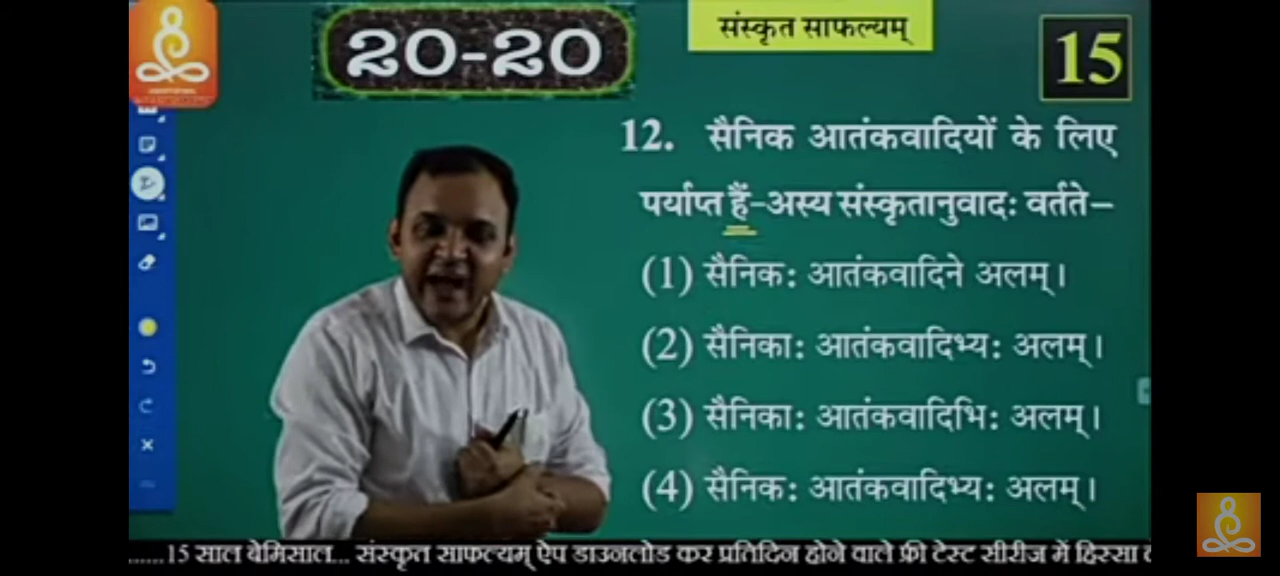 संस्कृत साफल्यम्
20-20
15
12. सैनिक आतंकवादियों के लिए
पर्याप्त हैं-अस्य संस्कृतानुवादः वर्तते–
(1) सैनिकः आतंकवादिने अलम्।
(2) सैनिकाः आतंकवादिभ्यः अलम्।
(3) सैनिकाः आतंकवादिभिः अलम्।
(4) सैनिकः आतंकवादिभ्यः अलम्।
......15 साल बेमिसाल... संस्कृत साफल्यम् ऐप डाउनलोड कर प्रतिदिन होने वाले फ्री टेस्ट सीरीज में हिस्सा